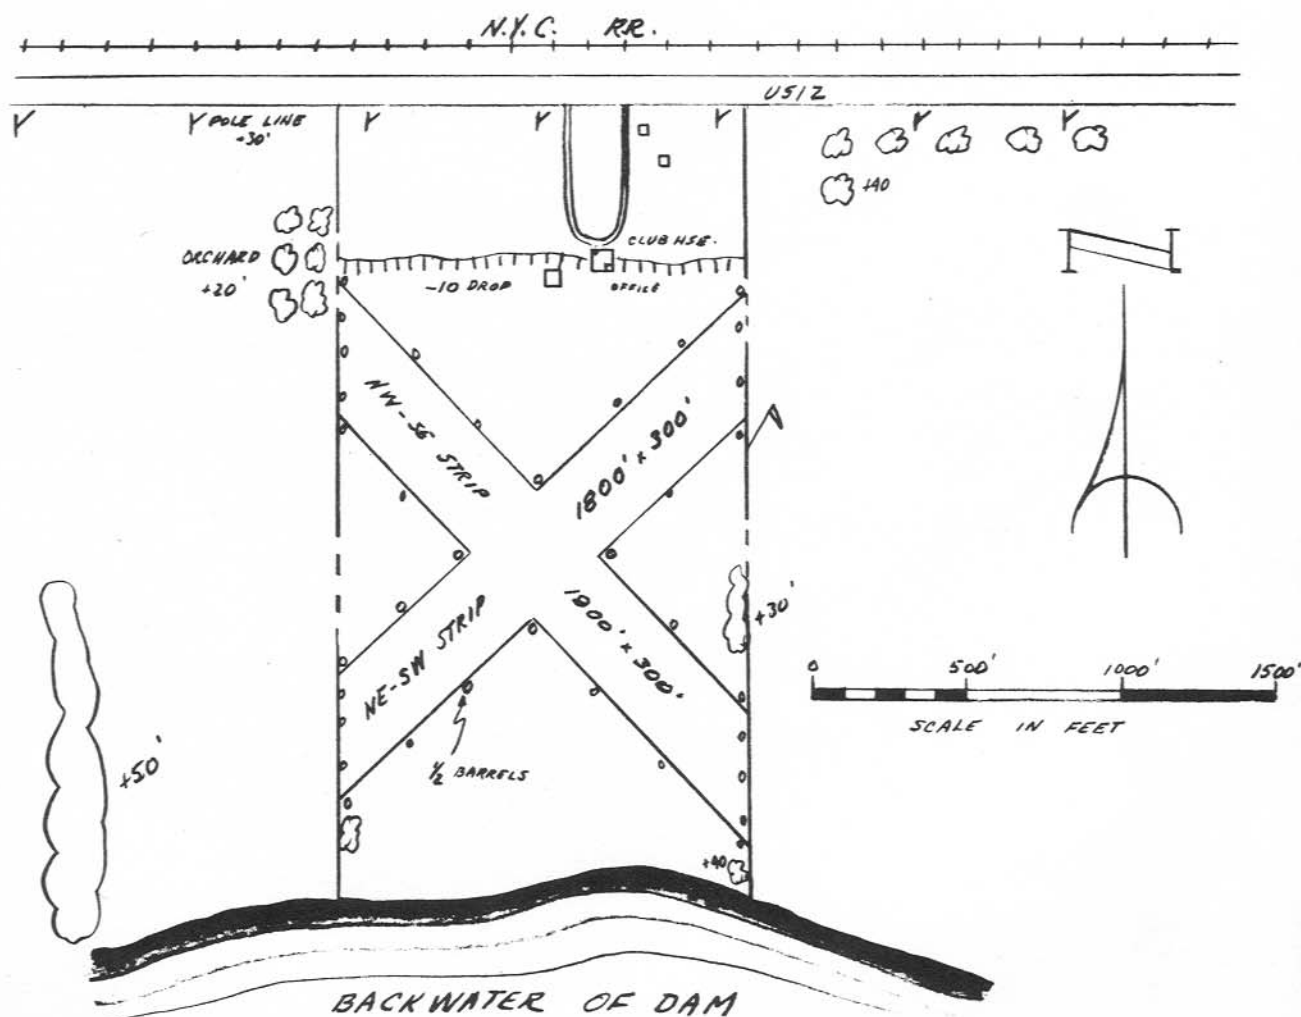 N.Y.C. RR.
US12
POLE LINE
+30'
+40
CLUB HSE.
ORCHARD
+20'
-10 DROP
OFFICE
NW-SE STRIP
1800' x 300'
NE-SW STRIP
1900' x 300'
+30'
0 500' 1000' 1500'
SCALE IN FEET
+50'
1/2 BARRELS
+40
BACKWATER OF DAM